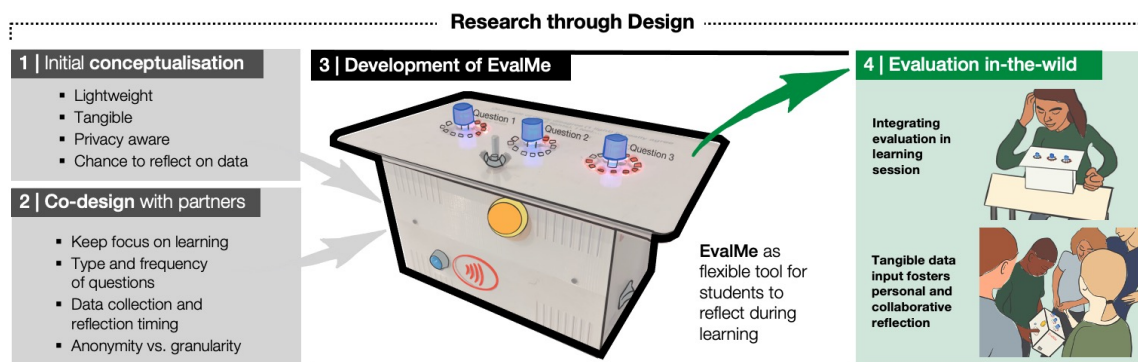 Research through Design
1 | Initial conceptualisation
▪ Lightweight
▪ Tangible
▪ Privacy aware
▪ Chance to reflect on data
2 | Co-design with partners
▪ Keep focus on learning
▪ Type and frequency
of questions
▪ Data collection and
reflection timing
▪ Anonymity vs. granularity
3 | Development of EvalMe
Question 1
Question 2
Question 3
EvalMe as
flexible tool for
students to
reflect during
learning
4 | Evaluation in-the-wild
Integrating
evaluation in
learning
session
Tangible data
input fosters
personal and
collaborative
reflection